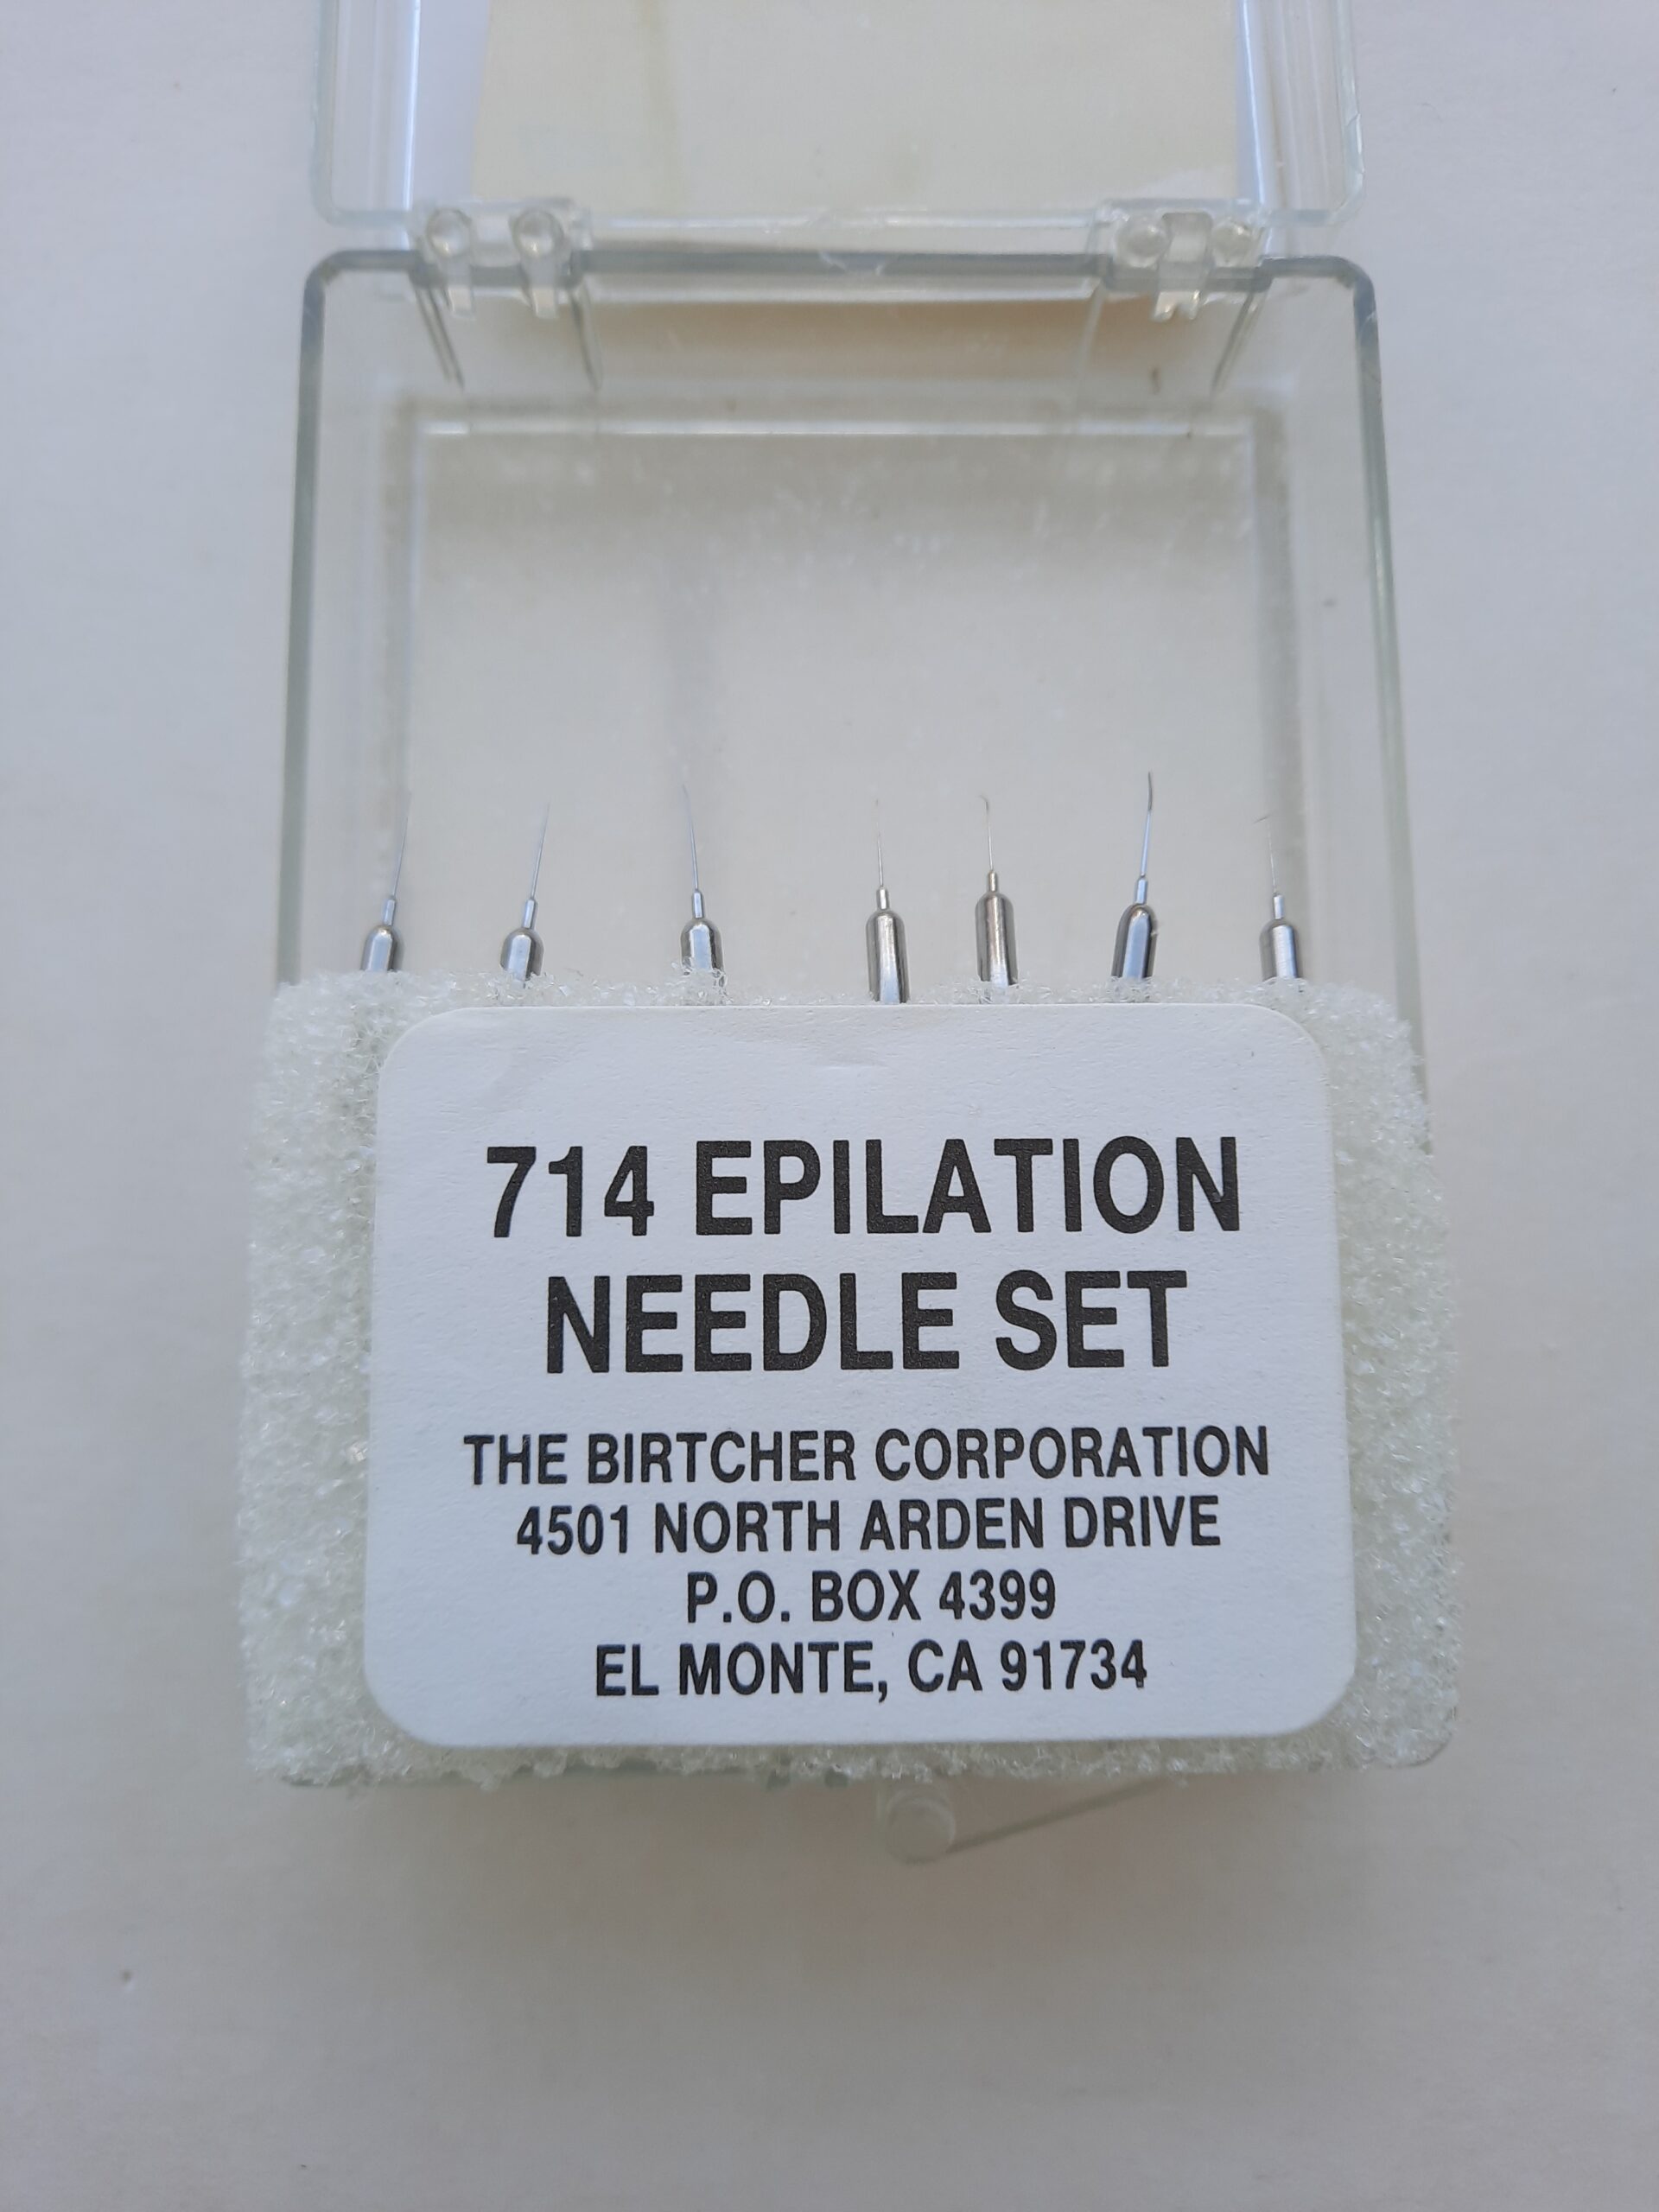 714 EPILATION
NEEDLE SET
THE BIRTCHER CORPORATION
4501 NORTH ARDEN DRIVE
P.O. BOX 4399
EL MONTE, CA 91734